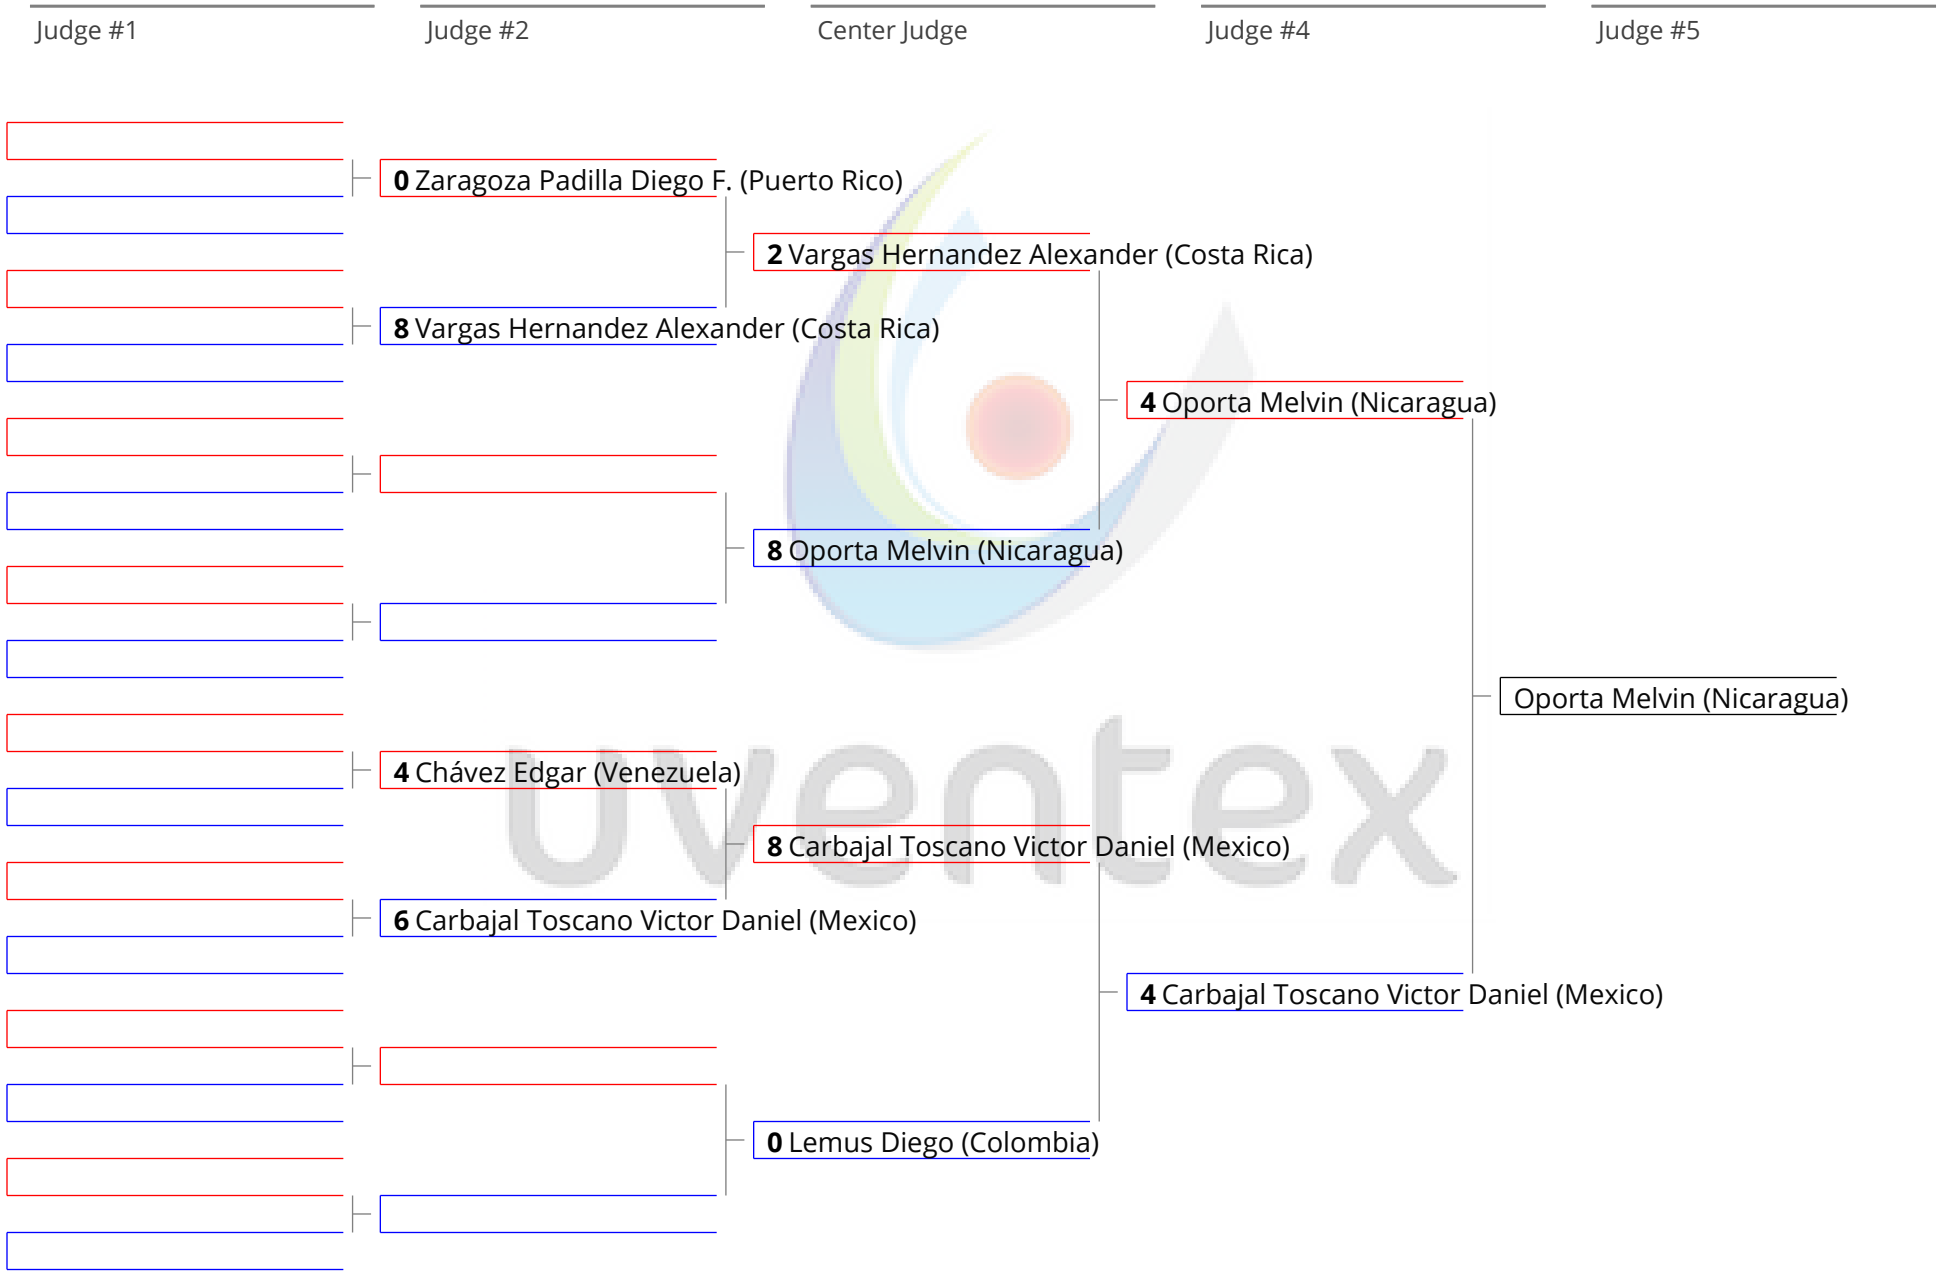 Judge #1
Judge #2
Center Judge
Judge #4
Judge #5
0 Zaragoza Padilla Diego F. (Puerto Rico)
2 Vargas Hernandez Alexander (Costa Rica)
8 Vargas Hernandez Alexander (Costa Rica)
4 Oporta Melvin (Nicaragua)
8 Oporta Melvin (Nicaragua)
Oporta Melvin (Nicaragua)
4 Chávez Edgar (Venezuela)
uventex
8 Carbajal Toscano Victor Daniel (Mexico)
6 Carbajal Toscano Victor Daniel (Mexico)
4 Carbajal Toscano Victor Daniel (Mexico)
0 Lemus Diego (Colombia)